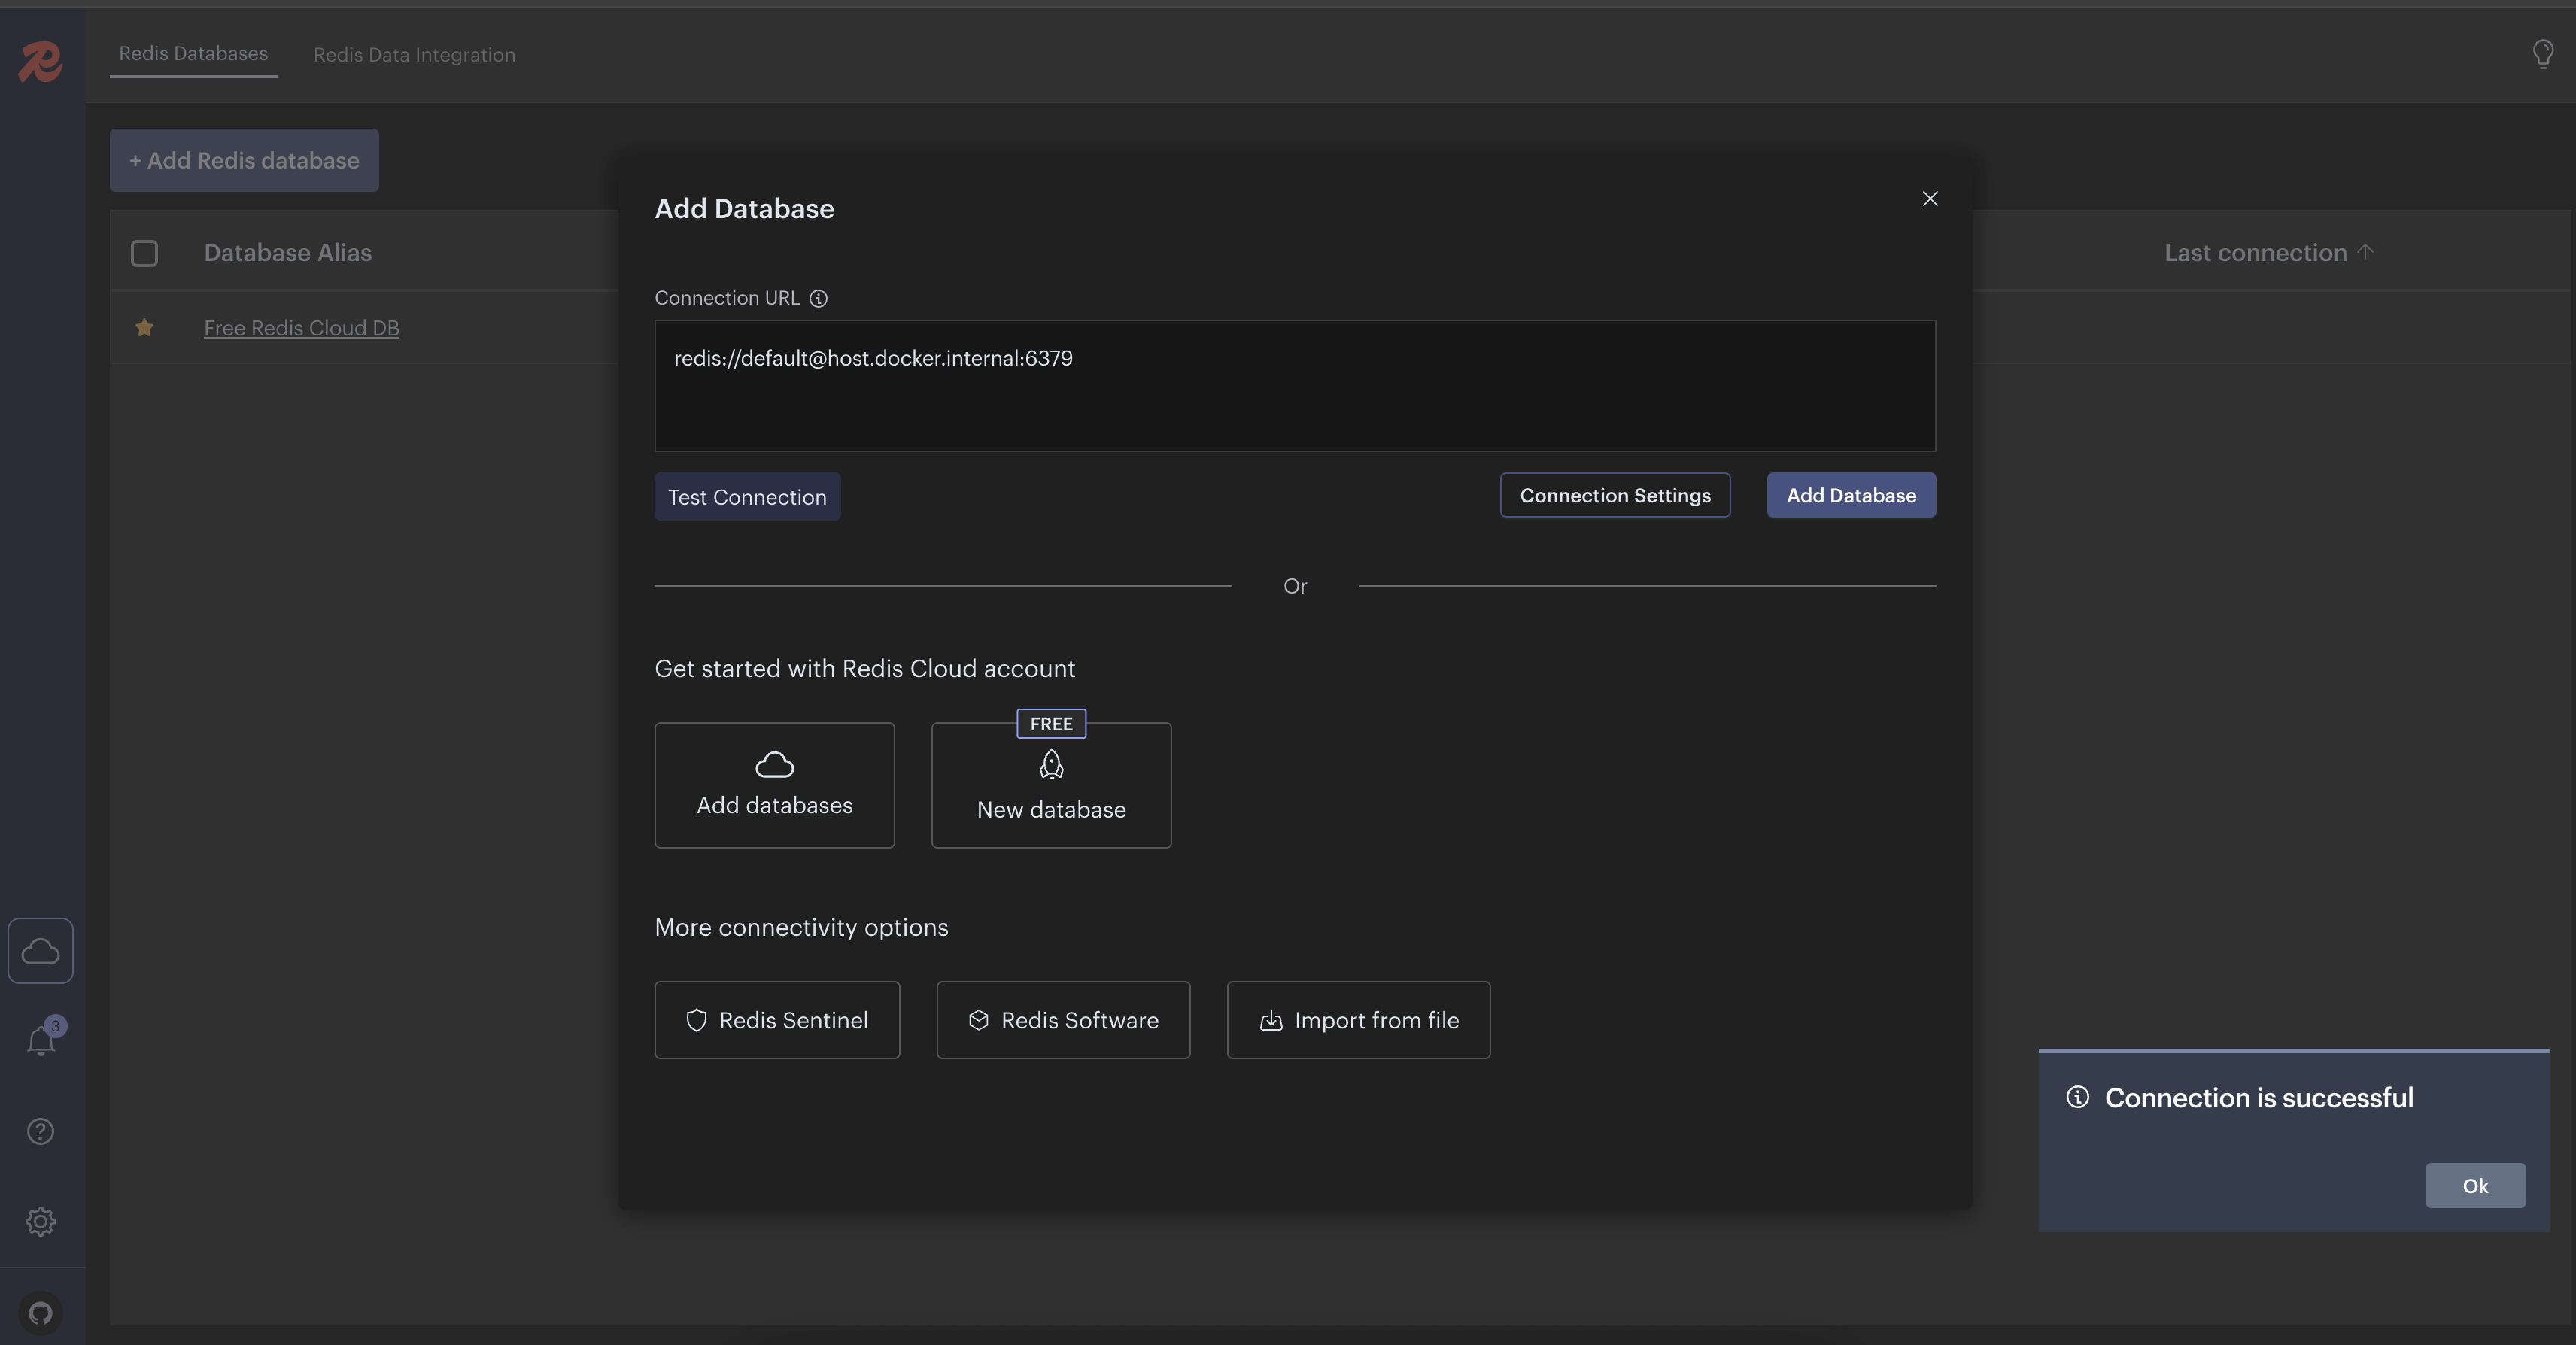 Redis Databases
Redis Data Integration
+ Add Redis database
Database Alias
Last connection ↑
Free Redis Cloud DB
Add Database
Connection URL
redis://default@host.docker.internal:6379
Test Connection
Connection Settings
Add Database
Or
Get started with Redis Cloud account
Add databases
FREE
New database
More connectivity options
Redis Sentinel
Redis Software
Import from file
3
Connection is successful
Ok